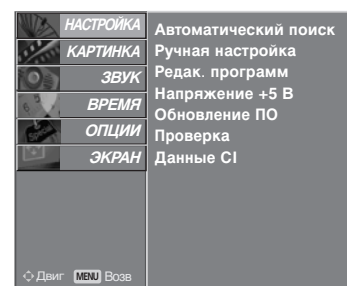 НАСТРОЙКА
КАРТИНКА
ЗВУК
ВРЕМЯ
ОПЦИИ
ЭКРАН
Автоматический поиск
Ручная настройка
Редак. программ
Напряжение +5 В
Обновление ПО
Проверка
Данные CI
Двиг MENU Возв